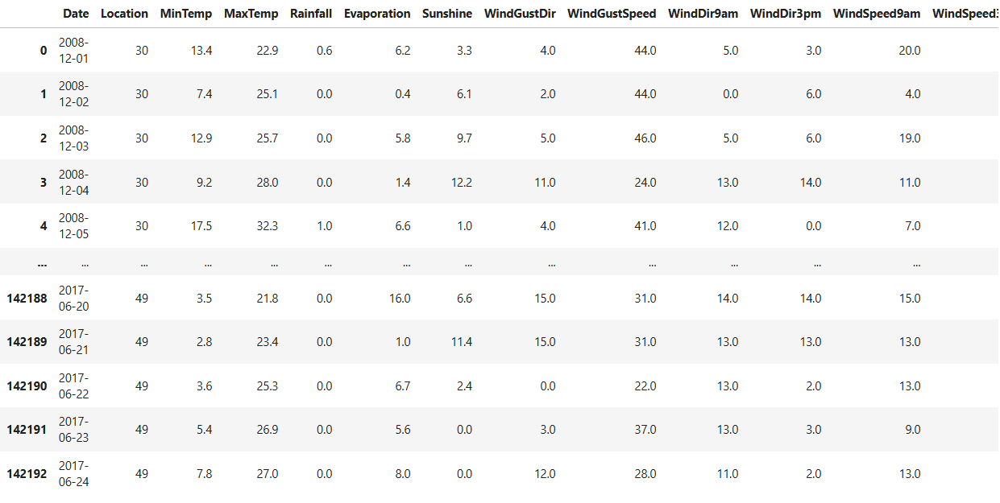 Date Location MinTemp MaxTemp Rainfall Evaporation Sunshine WindGustDir WindGustSpeed WindDir9am WindDir3pm WindSpeed9am WindSpeed3
0 2008-12-01 30 13.4 22.9 0.6 6.2 3.3 4.0 44.0 5.0 3.0 20.0
1 2008-12-02 30 7.4 25.1 0.0 0.4 6.1 2.0 44.0 0.0 6.0 4.0
2 2008-12-03 30 12.9 25.7 0.0 5.8 9.7 5.0 46.0 5.0 6.0 19.0
3 2008-12-04 30 9.2 28.0 0.0 1.4 12.2 11.0 24.0 13.0 14.0 11.0
4 2008-12-05 30 17.5 32.3 1.0 6.6 1.0 4.0 41.0 12.0 0.0 7.0
... ... ... ... ... ... ... ... ... ... ... ... ...
142188 2017-06-20 49 3.5 21.8 0.0 16.0 6.6 15.0 31.0 14.0 14.0 15.0
142189 2017-06-21 49 2.8 23.4 0.0 1.0 11.4 15.0 31.0 13.0 13.0 13.0
142190 2017-06-22 49 3.6 25.3 0.0 6.7 2.4 0.0 22.0 13.0 2.0 13.0
142191 2017-06-23 49 5.4 26.9 0.0 5.6 0.0 3.0 37.0 13.0 3.0 9.0
142192 2017-06-24 49 7.8 27.0 0.0 8.0 0.0 12.0 28.0 11.0 2.0 13.0